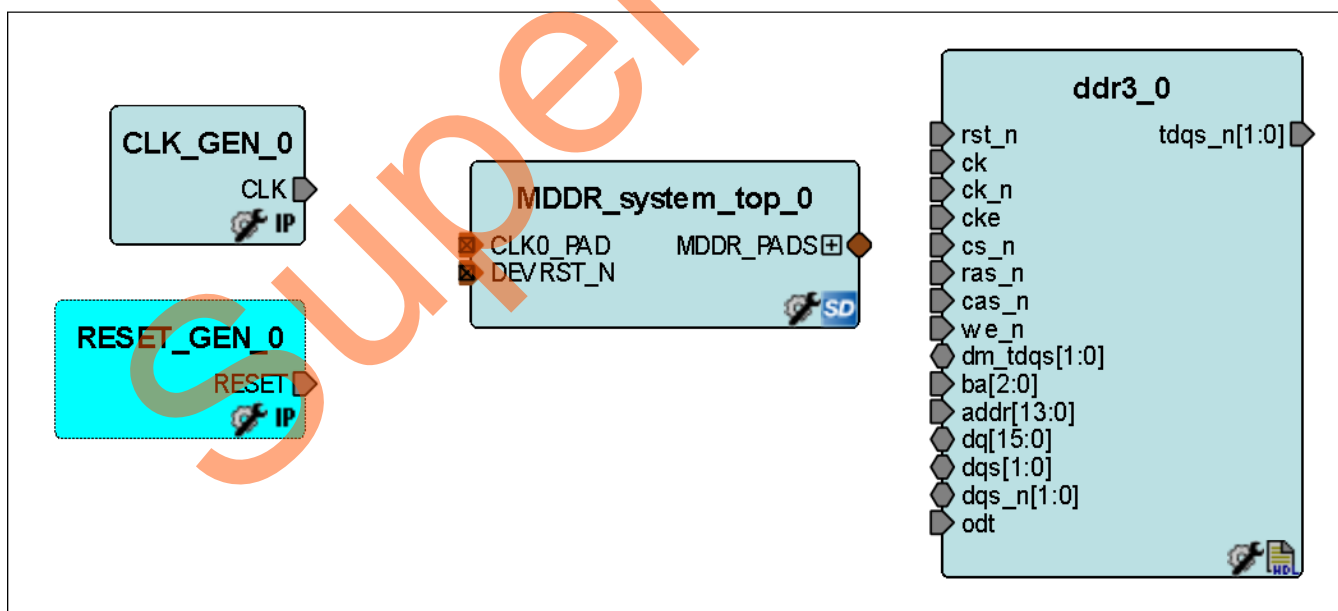 CLK_GEN_0
CLK
IP
RESET_GEN_0
RESET
IP
MDDR_system_top_0
CLK0_PAD MDDR_PADS
DEVRST_N
SD
ddr3_0
rst_n tdqs_n[1:0]
ck
ck_n
cke
cs_n
ras_n
cas_n
we_n
dm_tdqs[1:0]
ba[2:0]
addr[13:0]
dq[15:0]
dqs[1:0]
dqs_n[1:0]
odt
HDL
Super